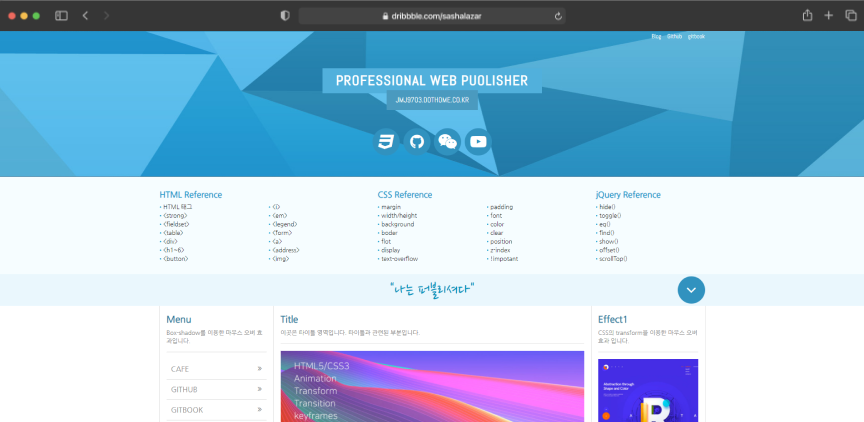 dribbble.com/sashalazar
Blog Github gitbook
PROFESSIONAL WEB PUOLISHER
JMJ9703.DOTHOME.CO.KR
HTML Reference
• HTML 태그
• <strong>
• <fieldset>
• <table>
• <div>
• <h1~6>
• <button>
• <i>
• <em>
• <legend>
• <form>
• <a>
• <address>
• <img>
CSS Reference
• margin
• width/height
• background
• boder
• flot
• display
• text-overflow
• padding
• font
• color
• clear
• position
• z-index
• !impotant
jQuery Reference
• hide()
• toggle()
• eq()
• find()
• show()
• offset()
• scrollTop()
"나는 퍼블리셔다"
Menu
Box-shadow를 이용한 마우스 오버 효
과입니다.
CAFE
GITHUB
GITBOOK
Title
이곳은 타이틀 영역입니다. 타이틀과 관련된 부분입니다.
HTML5/CSS3
Animation
Transform
Transition
keyframes
Effect1
CSS의 transform을 이용한 마우스 오버
효과 입니다.
Abstraction through
Shape and Color